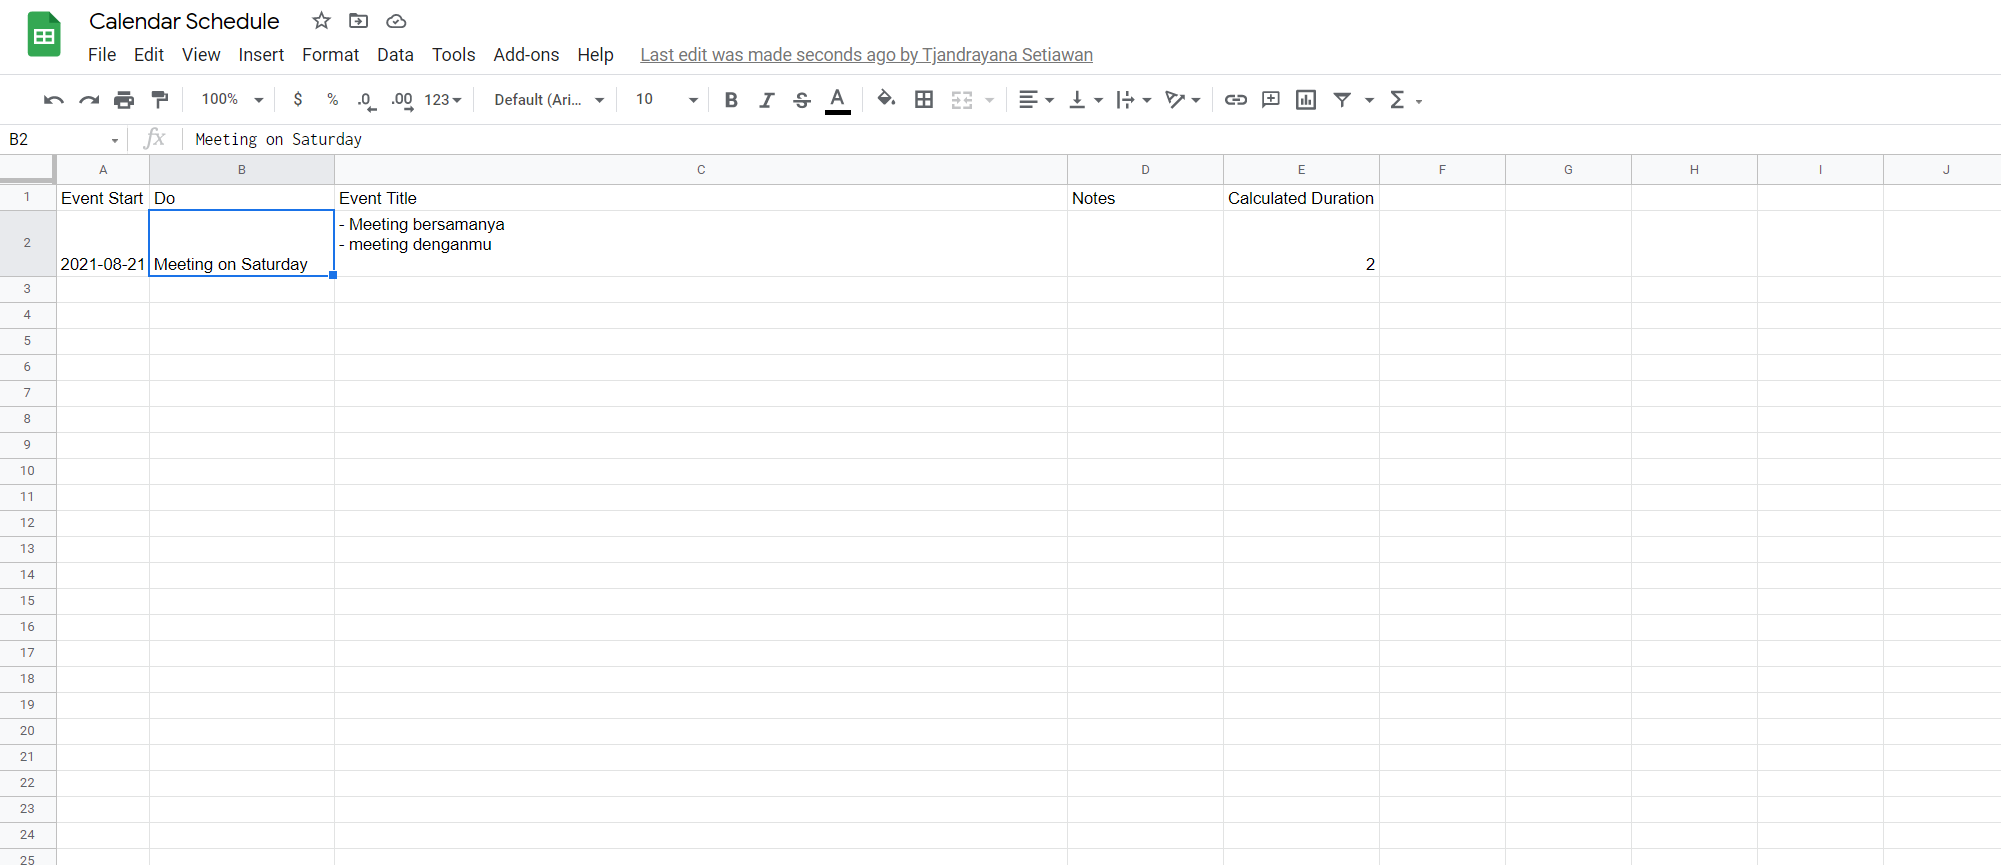 Calendar Schedule
File Edit View Insert Format Data Tools Add-ons Help Last edit was made seconds ago by Tjandrayana Setiawan
100% $ % .0 .00 123 Default (Ari... 10 B I S A Σ
B2 fx Meeting on Saturday
A B C D E F G H I J
1 Event Start Do Event Title Notes Calculated Duration
- Meeting bersamanya
- meeting denganmu
2 2021-08-21 Meeting on Saturday 2
3
4
5
6
7
8
9
10
11
12
13
14
15
16
17
18
19
20
21
22
23
24
25